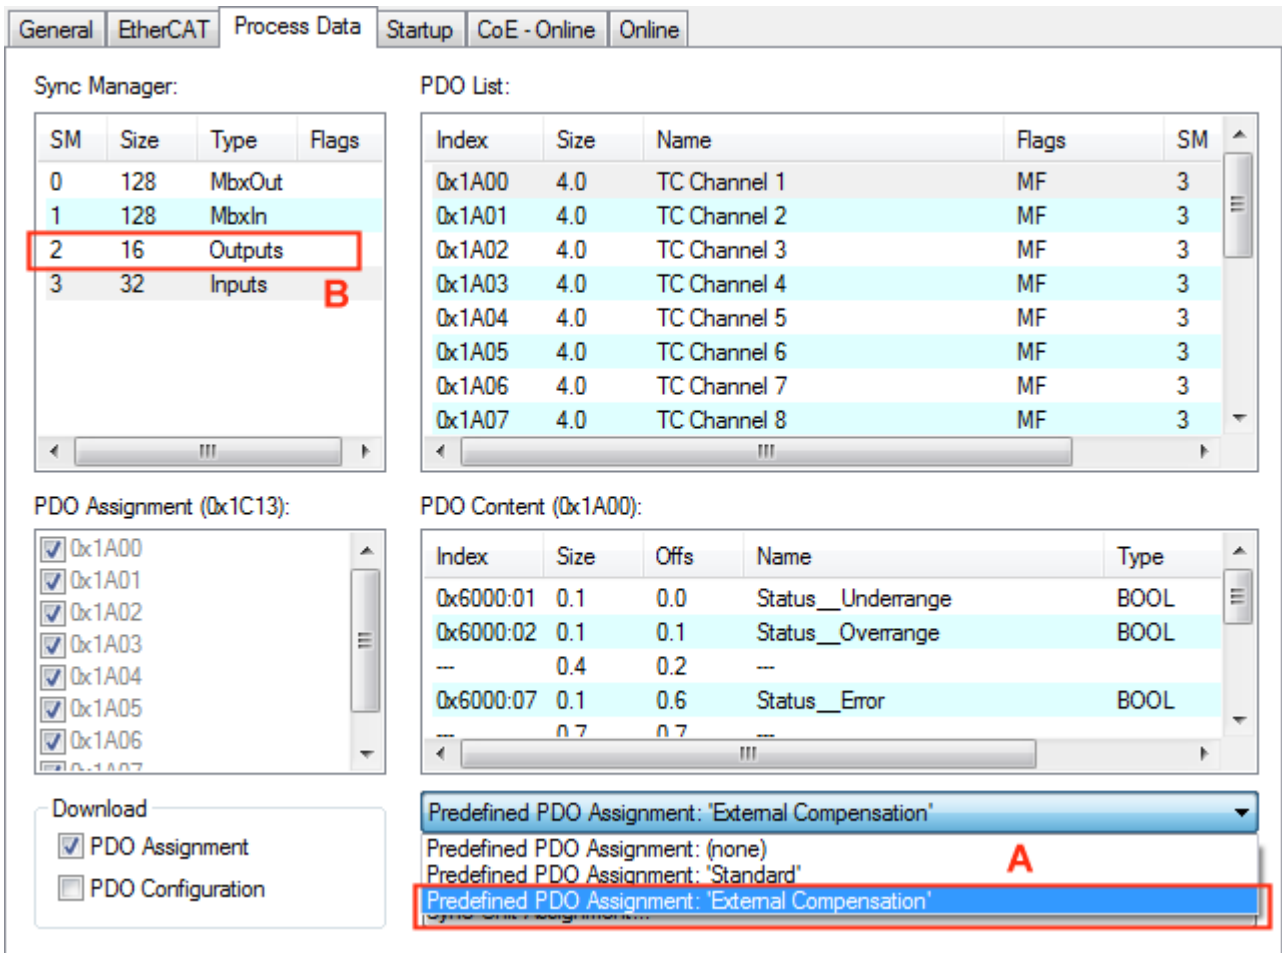 General EtherCAT Process Data Startup CoE - Online Online
Sync Manager:
SM Size Type Flags
0 128 MbxOut
1 128 MbxIn
2 16 Outputs
3 32 Inputs
B
PDO List:
Index Size Name Flags SM
0x1A00 4.0 TC Channel 1 MF 3
0x1A01 4.0 TC Channel 2 MF 3
0x1A02 4.0 TC Channel 3 MF 3
0x1A03 4.0 TC Channel 4 MF 3
0x1A04 4.0 TC Channel 5 MF 3
0x1A05 4.0 TC Channel 6 MF 3
0x1A06 4.0 TC Channel 7 MF 3
0x1A07 4.0 TC Channel 8 MF 3
PDO Assignment (0x1C13):
0x1A00
0x1A01
0x1A02
0x1A03
0x1A04
0x1A05
0x1A06
0x1A07
PDO Content (0x1A00):
Index Size Offs Name Type
0x6000:01 0.1 0.0 Status__Underrange BOOL
0x6000:02 0.1 0.1 Status__Overrange BOOL
--- 0.4 0.2 ---
0x6000:07 0.1 0.6 Status__Error BOOL
--- 0.7 0.7 ---
Download
PDO Assignment
PDO Configuration
Predefined PDO Assignment: 'External Compensation'
Predefined PDO Assignment: (none)
Predefined PDO Assignment: 'Standard'
Predefined PDO Assignment: 'External Compensation'
Sync Unit Assignment...
A